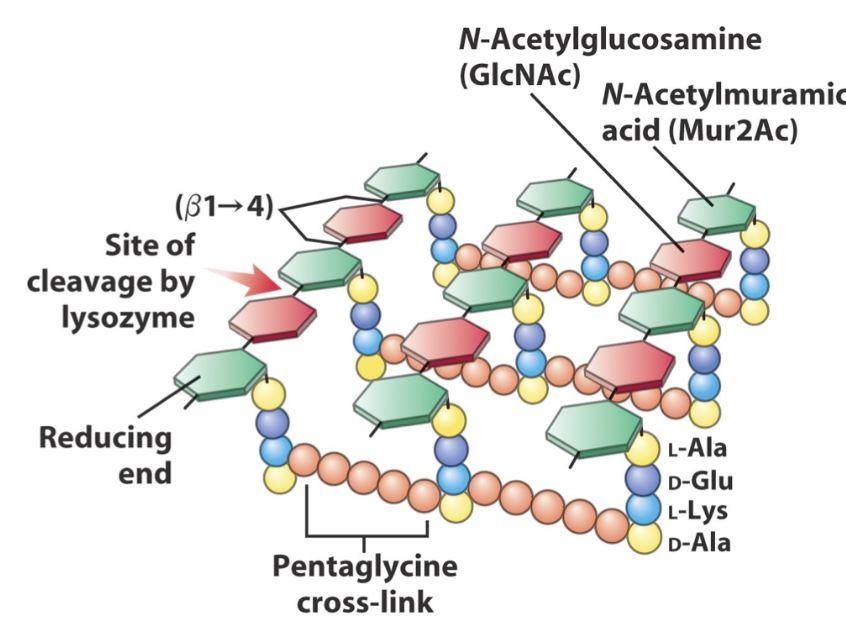 N-Acetylglucosamine
(GlcNAc)
N-Acetylmuramic
acid (Mur2Ac)
(β1→4)
Site of
cleavage by
lysozyme
Reducing
end
L-Ala
D-Glu
L-Lys
D-Ala
Pentaglycine
cross-link